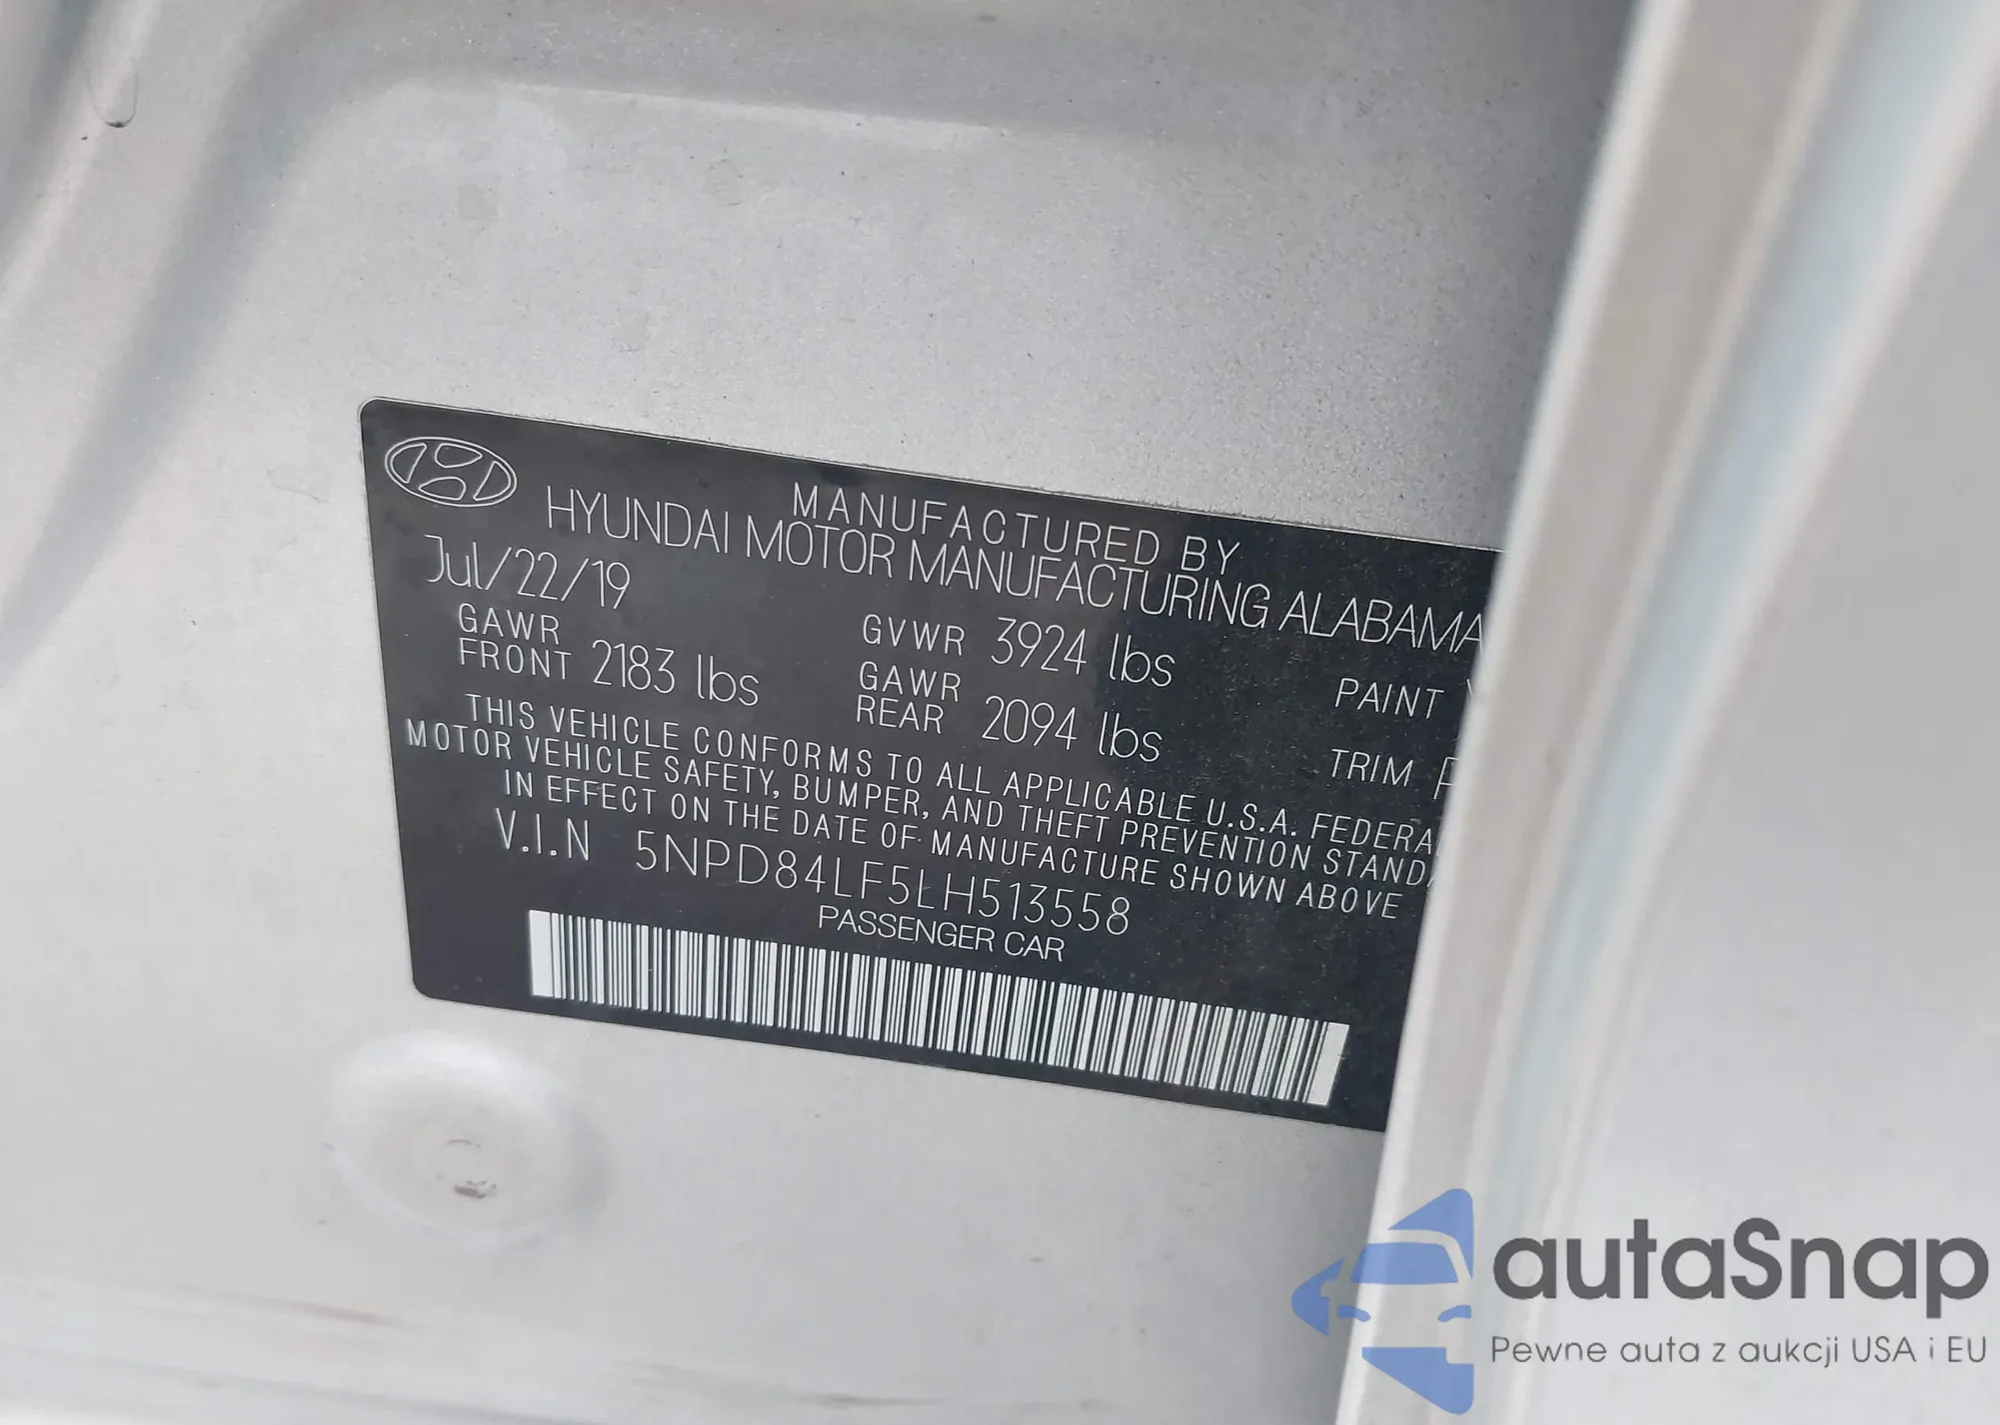 MANUFACTURED BY
HYUNDAI MOTOR MANUFACTURING ALABAMA
Jul/22/19
GAWR
FRONT 2183 lbs
GVWR 3924 lbs
GAWR
REAR 2094 lbs
PAINT
TRIM
THIS VEHICLE CONFORMS TO ALL APPLICABLE U.S.A. FEDERA
MOTOR VEHICLE SAFETY, BUMPER, AND THEFT PREVENTION STAND
IN EFFECT ON THE DATE OF MANUFACTURE SHOWN ABOVE
V.I.N 5NPD84LF5LH513558
PASSENGER CAR
autaSnap
Pewne auta z aukcji USA i EU